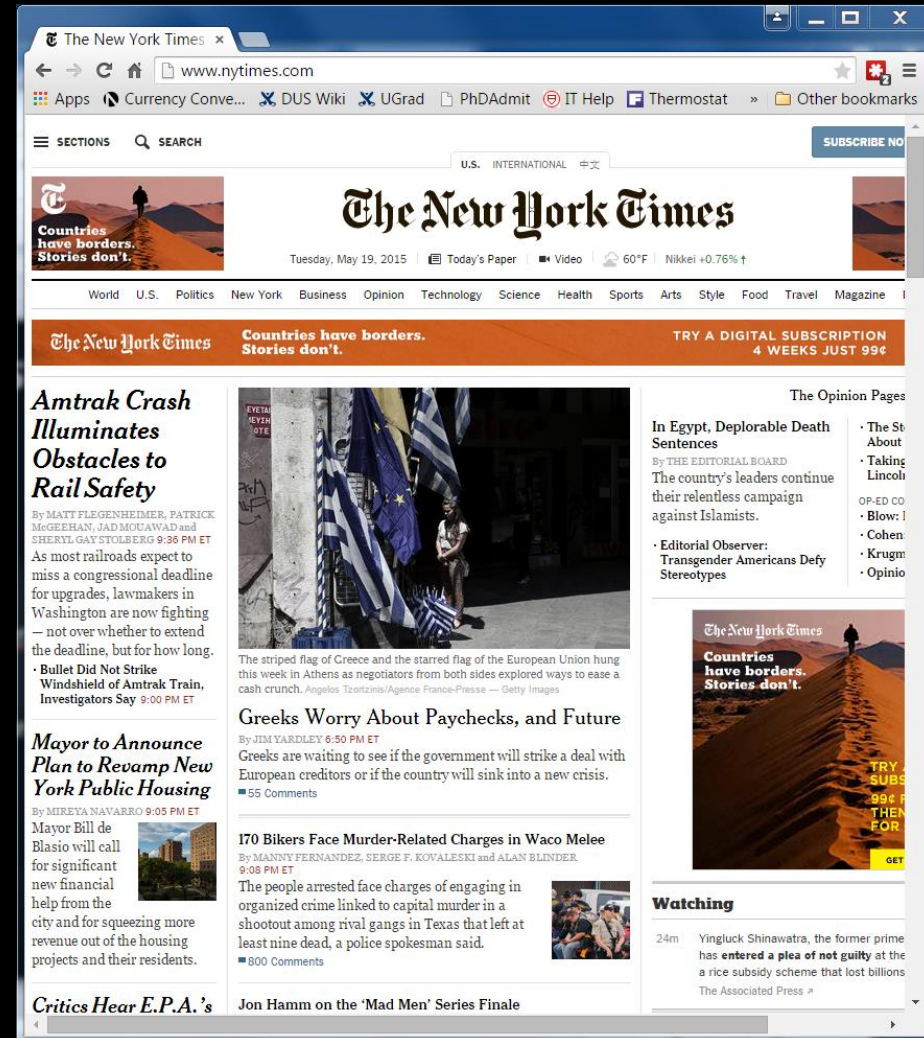 The New York Times
www.nytimes.com
2
Apps Currency Conve... DUS Wiki UGrad PhDAdmit IT Help Thermostat » Other bookmarks
SECTIONS SEARCH
SUBSCRIBE NO
U.S. INTERNATIONAL 中文
Countries
have borders.
Stories don't.
The New York Times
Tuesday, May 19, 2015 Today's Paper Video 60°F Nikkei +0.76% ↑
World U.S. Politics New York Business Opinion Technology Science Health Sports Arts Style Food Travel Magazine
The New York Times
Countries have borders.
Stories don't.
TRY A DIGITAL SUBSCRIPTION
4 WEEKS JUST 99¢
Amtrak Crash
Illuminates
Obstacles to
Rail Safety
By MATT FLEGENHEIMER, PATRICK
McGEEHAN, JAD MOUAWAD and
SHERYL GAY STOLBERG 9:36 PM ET
As most railroads expect to
miss a congressional deadline
for upgrades, lawmakers in
Washington are now fighting
— not over whether to extend
the deadline, but for how long.
· Bullet Did Not Strike
Windshield of Amtrak Train,
Investigators Say 9:00 PM ET
Mayor to Announce
Plan to Revamp New
York Public Housing
By MIREYA NAVARRO 9:05 PM ET
Mayor Bill de
Blasio will call
for significant
new financial
help from the
city and for squeezing more
revenue out of the housing
projects and their residents.
Critics Hear E.P.A.'s
The striped flag of Greece and the starred flag of the European Union hung
this week in Athens as negotiators from both sides explored ways to ease a
cash crunch. Angelos Tzortzinis/Agence France-Presse — Getty Images
Greeks Worry About Paychecks, and Future
By JIM YARDLEY 6:50 PM ET
Greeks are waiting to see if the government will strike a deal with
European creditors or if the country will sink into a new crisis.
55 Comments
170 Bikers Face Murder-Related Charges in Waco Melee
By MANNY FERNANDEZ, SERGE F. KOVALESKI and ALAN BLINDER
9:08 PM ET
The people arrested face charges of engaging in
organized crime linked to capital murder in a
shootout among rival gangs in Texas that left at
least nine dead, a police spokesman said.
800 Comments
Jon Hamm on the 'Mad Men' Series Finale
The Opinion Pages
In Egypt, Deplorable Death
Sentences
By THE EDITORIAL BOARD
The country's leaders continue
their relentless campaign
against Islamists.
· Editorial Observer:
Transgender Americans Defy
Stereotypes
· The St
About
· Taking
Lincol
OP-ED CO
· Blow:
· Cohen
· Krugm
· Opinio
The New York Times
Countries
have borders.
Stories don't.
TRY
SUBS
99¢
THEN
FOR
GET
Watching
24m Yingluck Shinawatra, the former prime
has entered a plea of not guilty at the
a rice subsidy scheme that lost billions
The Associated Press